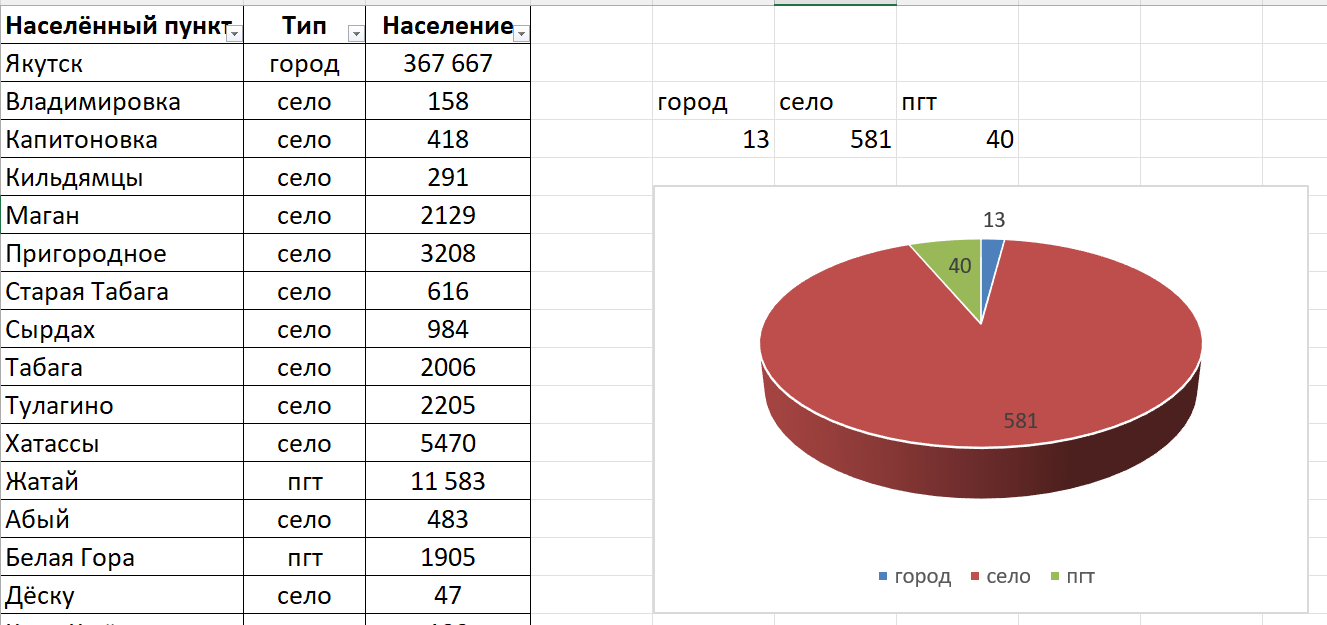 Населённый пункт Тип Население
Якутск город 367 667
Владимировка село 158 город село пгт
Капитоновка село 418 13 581 40
Кильдямцы село 291
Маган село 2129
Пригородное село 3208
Старая Табага село 616
Сырдах село 984
Табага село 2006
Тулагино село 2205
Хатассы село 5470
Жатай пгт 11 583
Абый село 483
Белая Гора пгт 1905
Дёску село 47
13
40
581
город село пгт